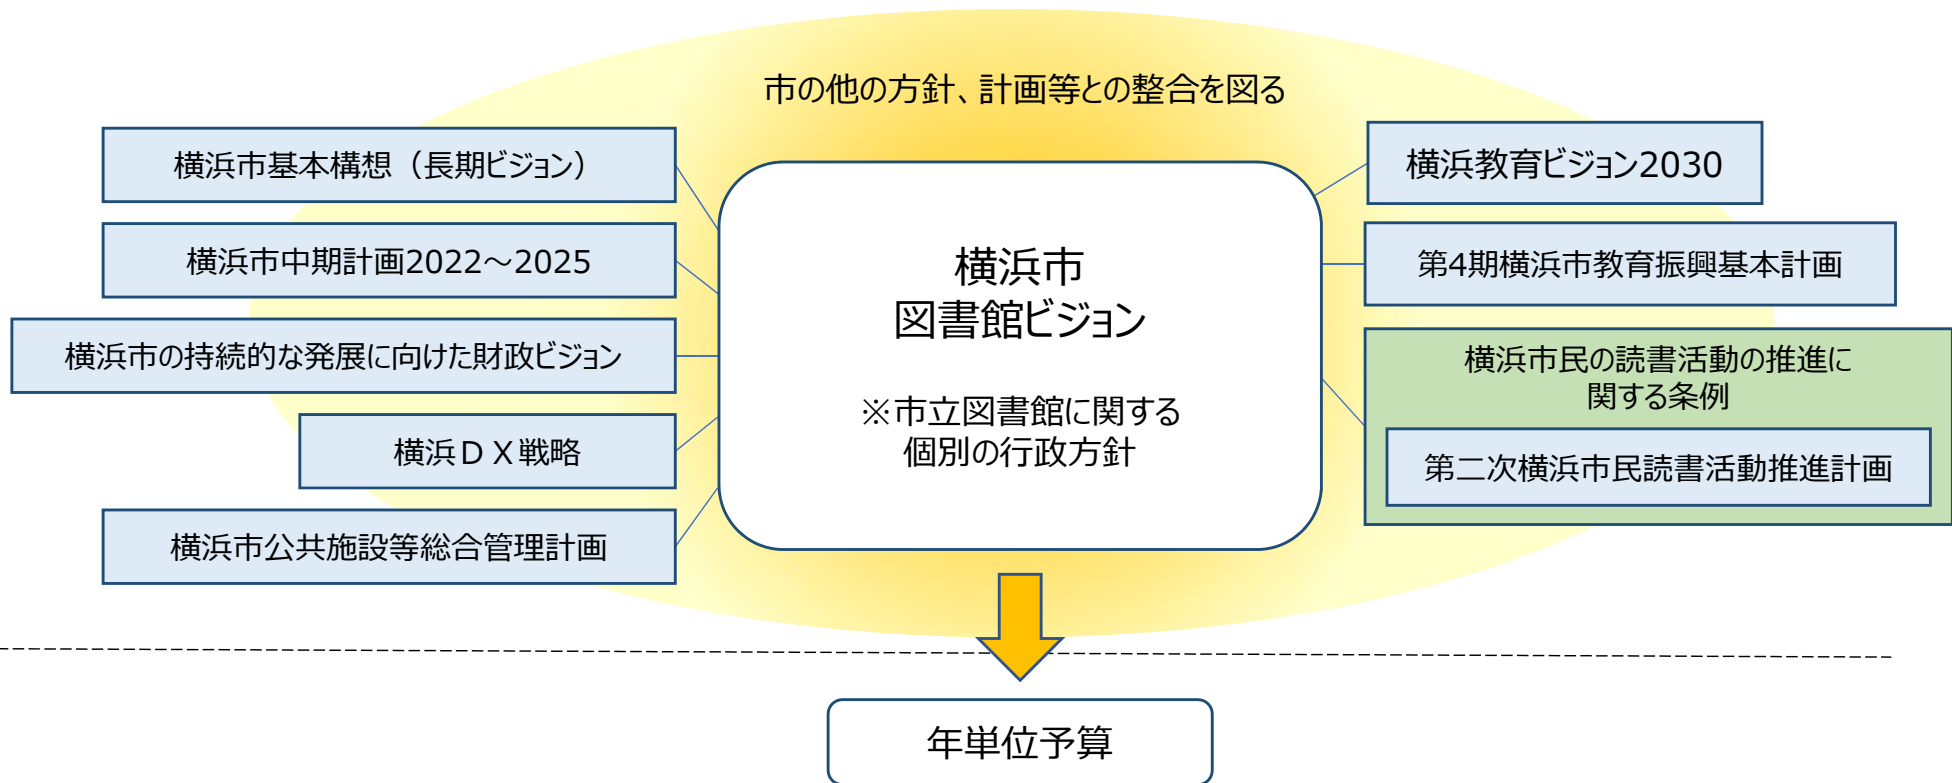 市の他の方針、計画等との整合を図る
横浜市基本構想（長期ビジョン）
横浜市中期計画2022～2025
横浜市の持続的な発展に向けた財政ビジョン
横浜ＤＸ戦略
横浜市公共施設等総合管理計画
横浜市
図書館ビジョン
※市立図書館に関する
個別の行政方針
横浜教育ビジョン2030
第4期横浜市教育振興基本計画
横浜市民の読書活動の推進に
関する条例
第二次横浜市民読書活動推進計画
年単位予算